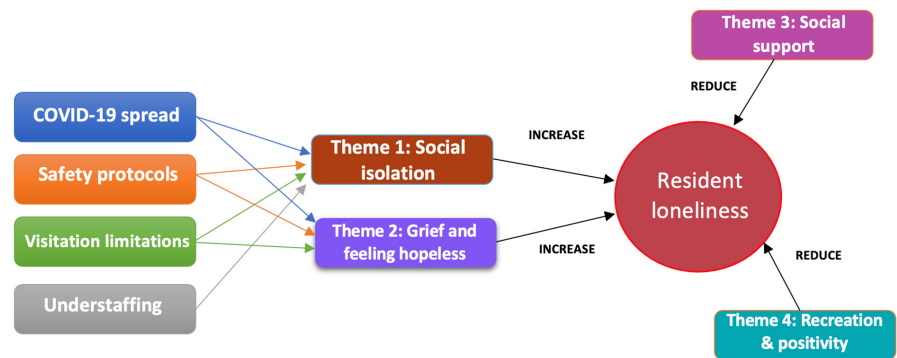 Theme 3: Social
support
REDUCE
COVID-19 spread
Safety protocols
Visitation limitations
Understaffing
Theme 1: Social
isolation
INCREASE
Theme 2: Grief and
feeling hopeless
INCREASE
Resident
loneliness
REDUCE
Theme 4: Recreation
& positivity